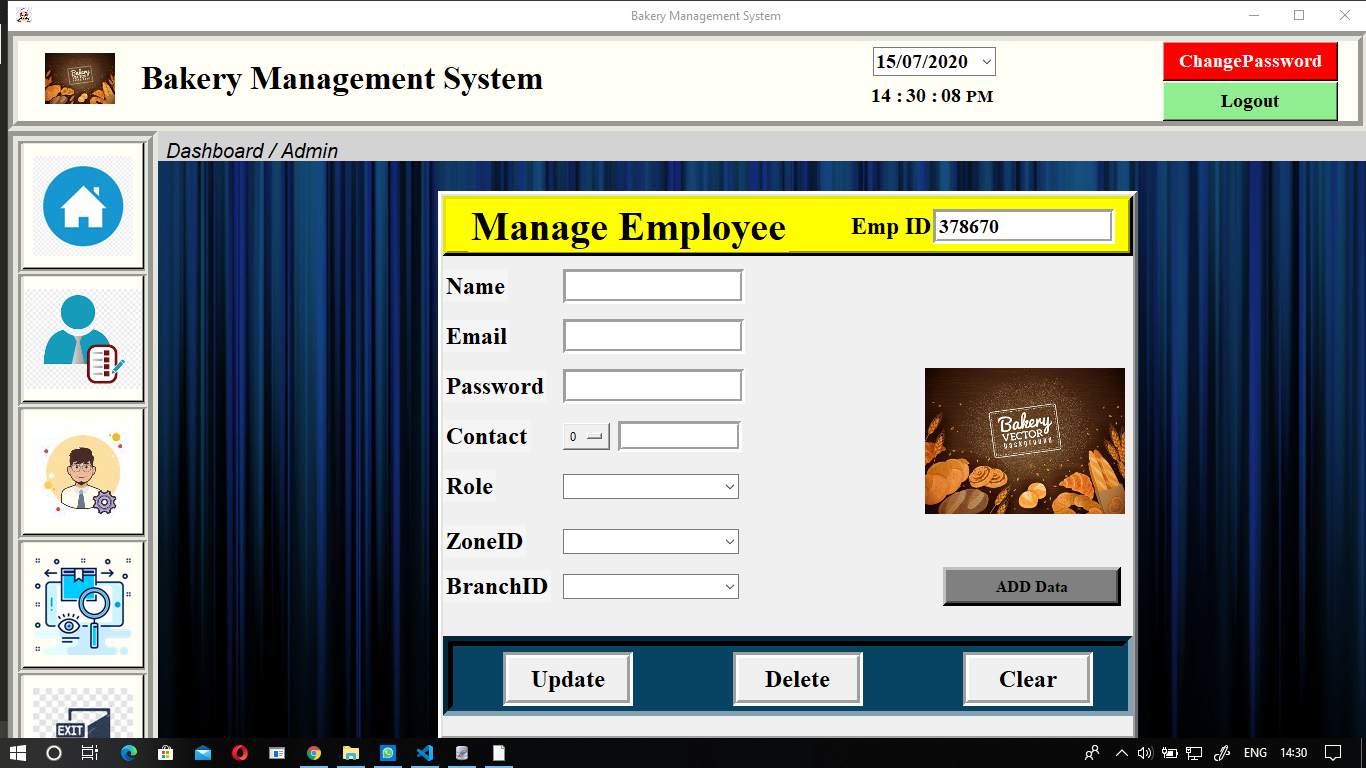 Bakery Management System
Bakery Management System
15/07/2020
14 : 30 : 08 PM
ChangePassword
Logout
Dashboard / Admin
Manage Employee
Emp ID 378670
Name
Email
Password
Contact 0
Role
ZoneID
BranchID
Bakery
VECTOR
background
ADD Data
Update Delete Clear
EXIT
ENG 14:30